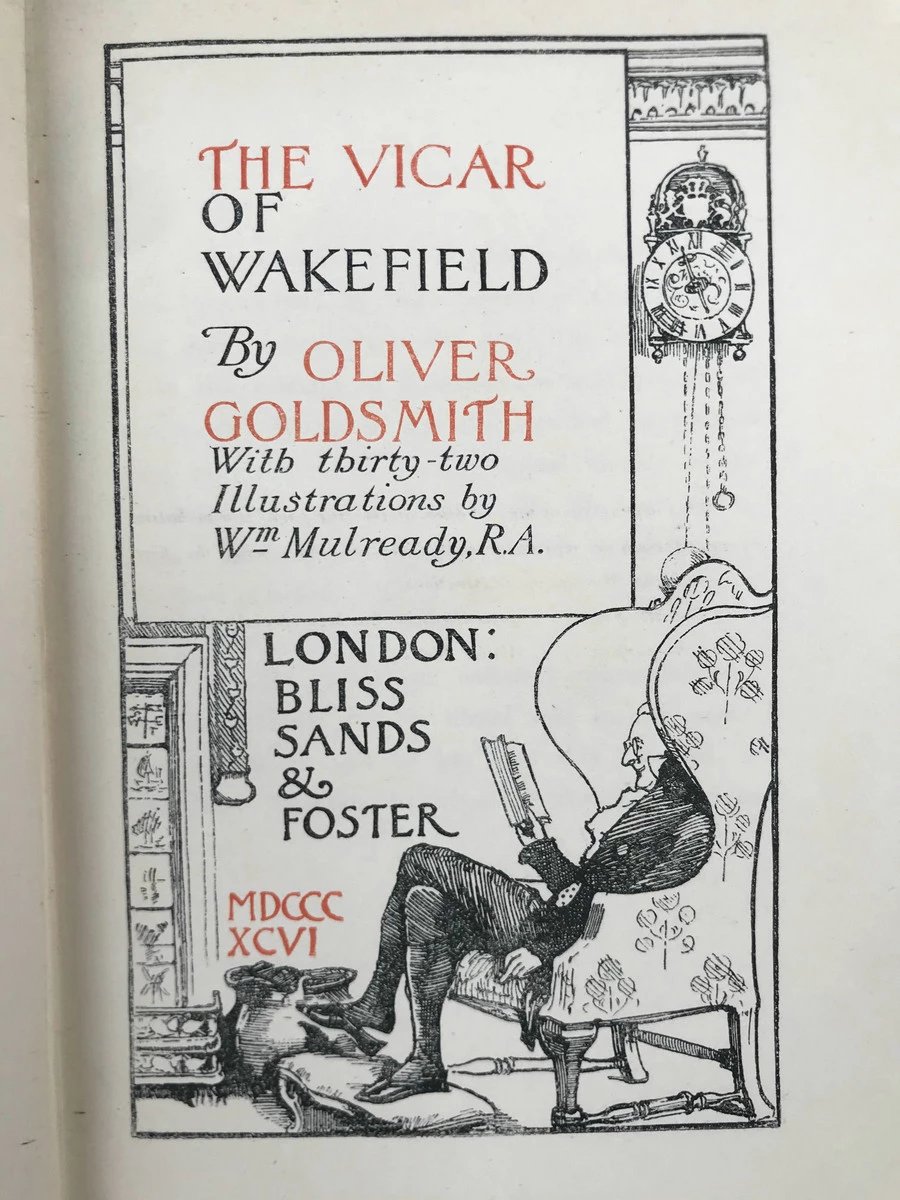 THE VICAR
OF
WAKEFIELD
By OLIVER
GOLDSMITH
With thirty-two
Illustrations by
Wm Mulready, R.A.
LONDON:
BLISS
SANDS
&
FOSTER
MDCCC
XCVI